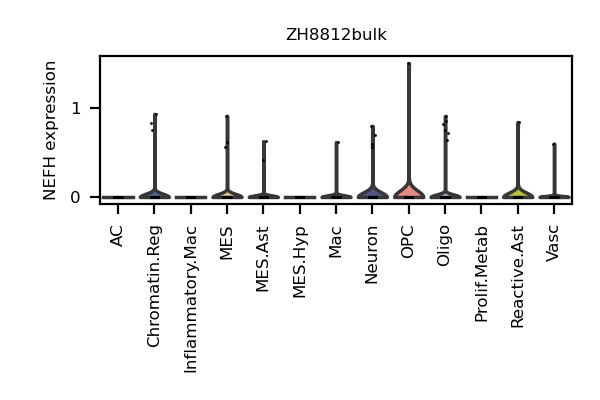 ZH8812bulk
NEFH expression
1
0
AC
Chromatin.Reg
Inflammatory.Mac
MES
MES.Ast
MES.Hyp
Mac
Neuron
OPC
Oligo
Prolif.Metab
Reactive.Ast
Vasc